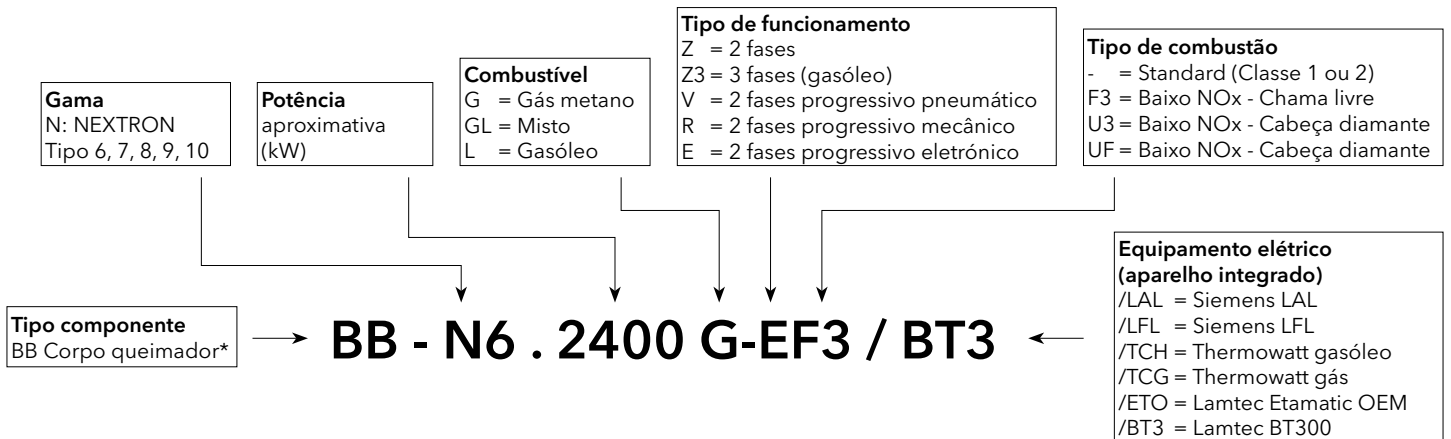 Gama
N: NEXTRON
Tipo 6, 7, 8, 9, 10
Potência
aproximativa
(kW)
Combustível
G = Gás metano
GL = Misto
L = Gasóleo
Tipo de funcionamento
Z = 2 fases
Z3 = 3 fases (gasóleo)
V = 2 fases progressivo pneumático
R = 2 fases progressivo mecânico
E = 2 fases progressivo eletrónico
Tipo de combustão
- = Standard (Classe 1 ou 2)
F3 = Baixo NOx - Chama livre
U3 = Baixo NOx - Cabeça diamante
UF = Baixo NOx - Cabeça diamante
Tipo componente
BB Corpo queimador*
BB - N6 . 2400 G-EF3 / BT3
Equipamento elétrico
(aparelho integrado)
/LAL = Siemens LAL
/LFL = Siemens LFL
/TCH = Thermowatt gasóleo
/TCG = Thermowatt gás
/ETO = Lamtec Etamatic OEM
/BT3 = Lamtec BT300